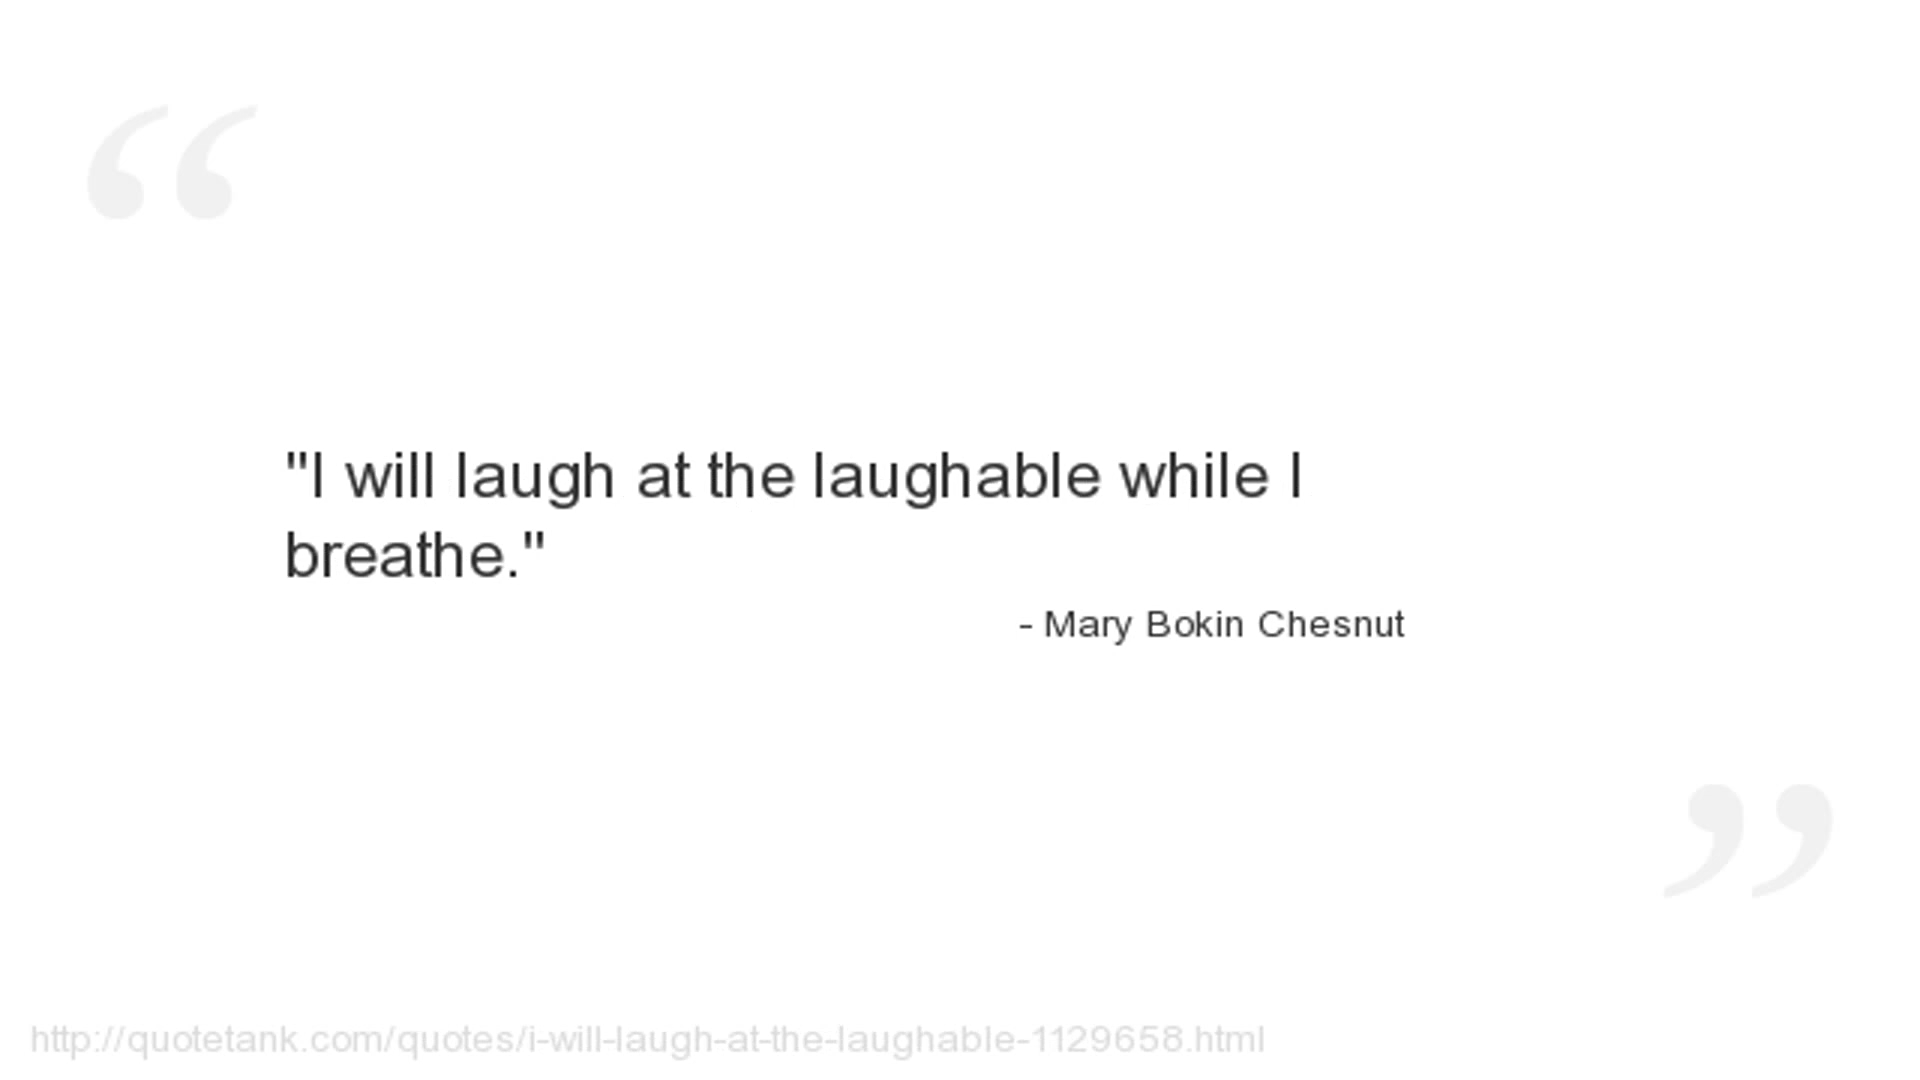 "I will laugh at the laughable while I
breathe."
- Mary Bokin Chesnut
http://quotetank.com/quotes/i-will-laugh-at-the-laughable-1129658.html